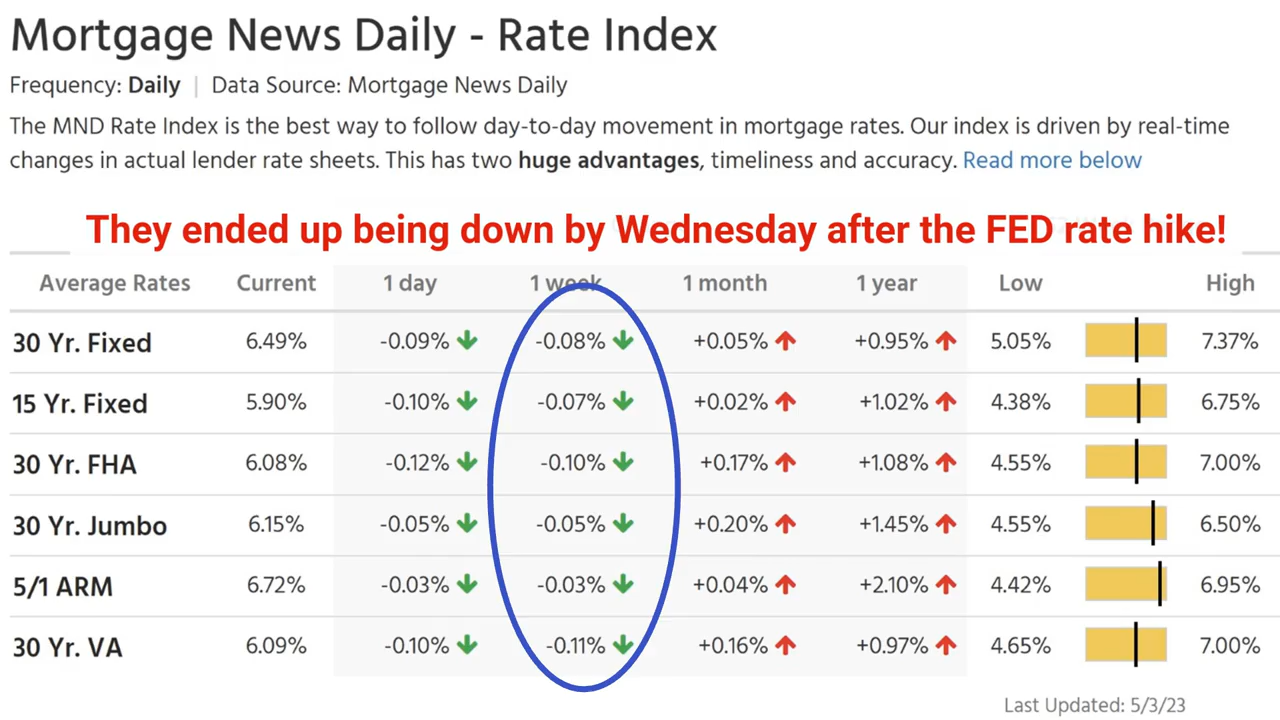 Mortgage News Daily - Rate Index
Frequency: Daily | Data Source: Mortgage News Daily
The MND Rate Index is the best way to follow day-to-day movement in mortgage rates. Our index is driven by real-time
changes in actual lender rate sheets. This has two huge advantages, timeliness and accuracy. Read more below
They ended up being down by Wednesday after the FED rate hike!
Average Rates Current 1 day 1 week 1 month 1 year Low High
30 Yr. Fixed 6.49% -0.09% -0.08% +0.05% +0.95% 5.05% 7.37%
15 Yr. Fixed 5.90% -0.10% -0.07% +0.02% +1.02% 4.38% 6.75%
30 Yr. FHA 6.08% -0.12% -0.10% +0.17% +1.08% 4.55% 7.00%
30 Yr. Jumbo 6.15% -0.05% -0.05% +0.20% +1.45% 4.55% 6.50%
5/1 ARM 6.72% -0.03% -0.03% +0.04% +2.10% 4.42% 6.95%
30 Yr. VA 6.09% -0.10% -0.11% +0.16% +0.97% 4.65% 7.00%
Last Updated: 5/3/23